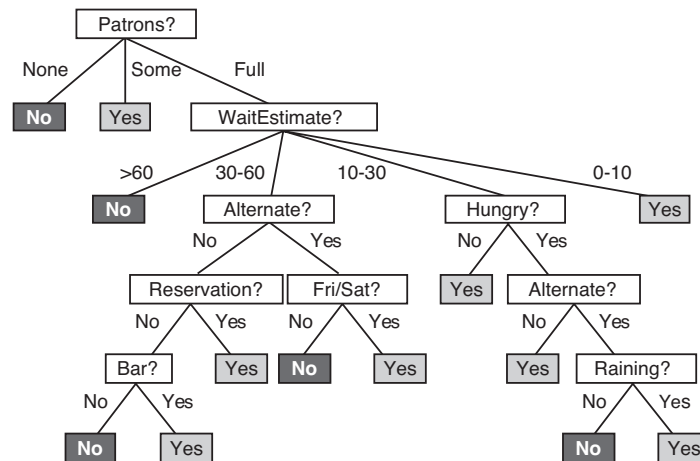 Patrons?
None Some Full
No Yes WaitEstimate?
>60 30-60 10-30 0-10
No Alternate? Hungry? Yes
No Yes No Yes
Reservation? Fri/Sat? Yes Alternate?
No Yes No Yes No Yes
Bar? Yes No Yes Yes Raining?
No Yes No Yes
No Yes No Yes